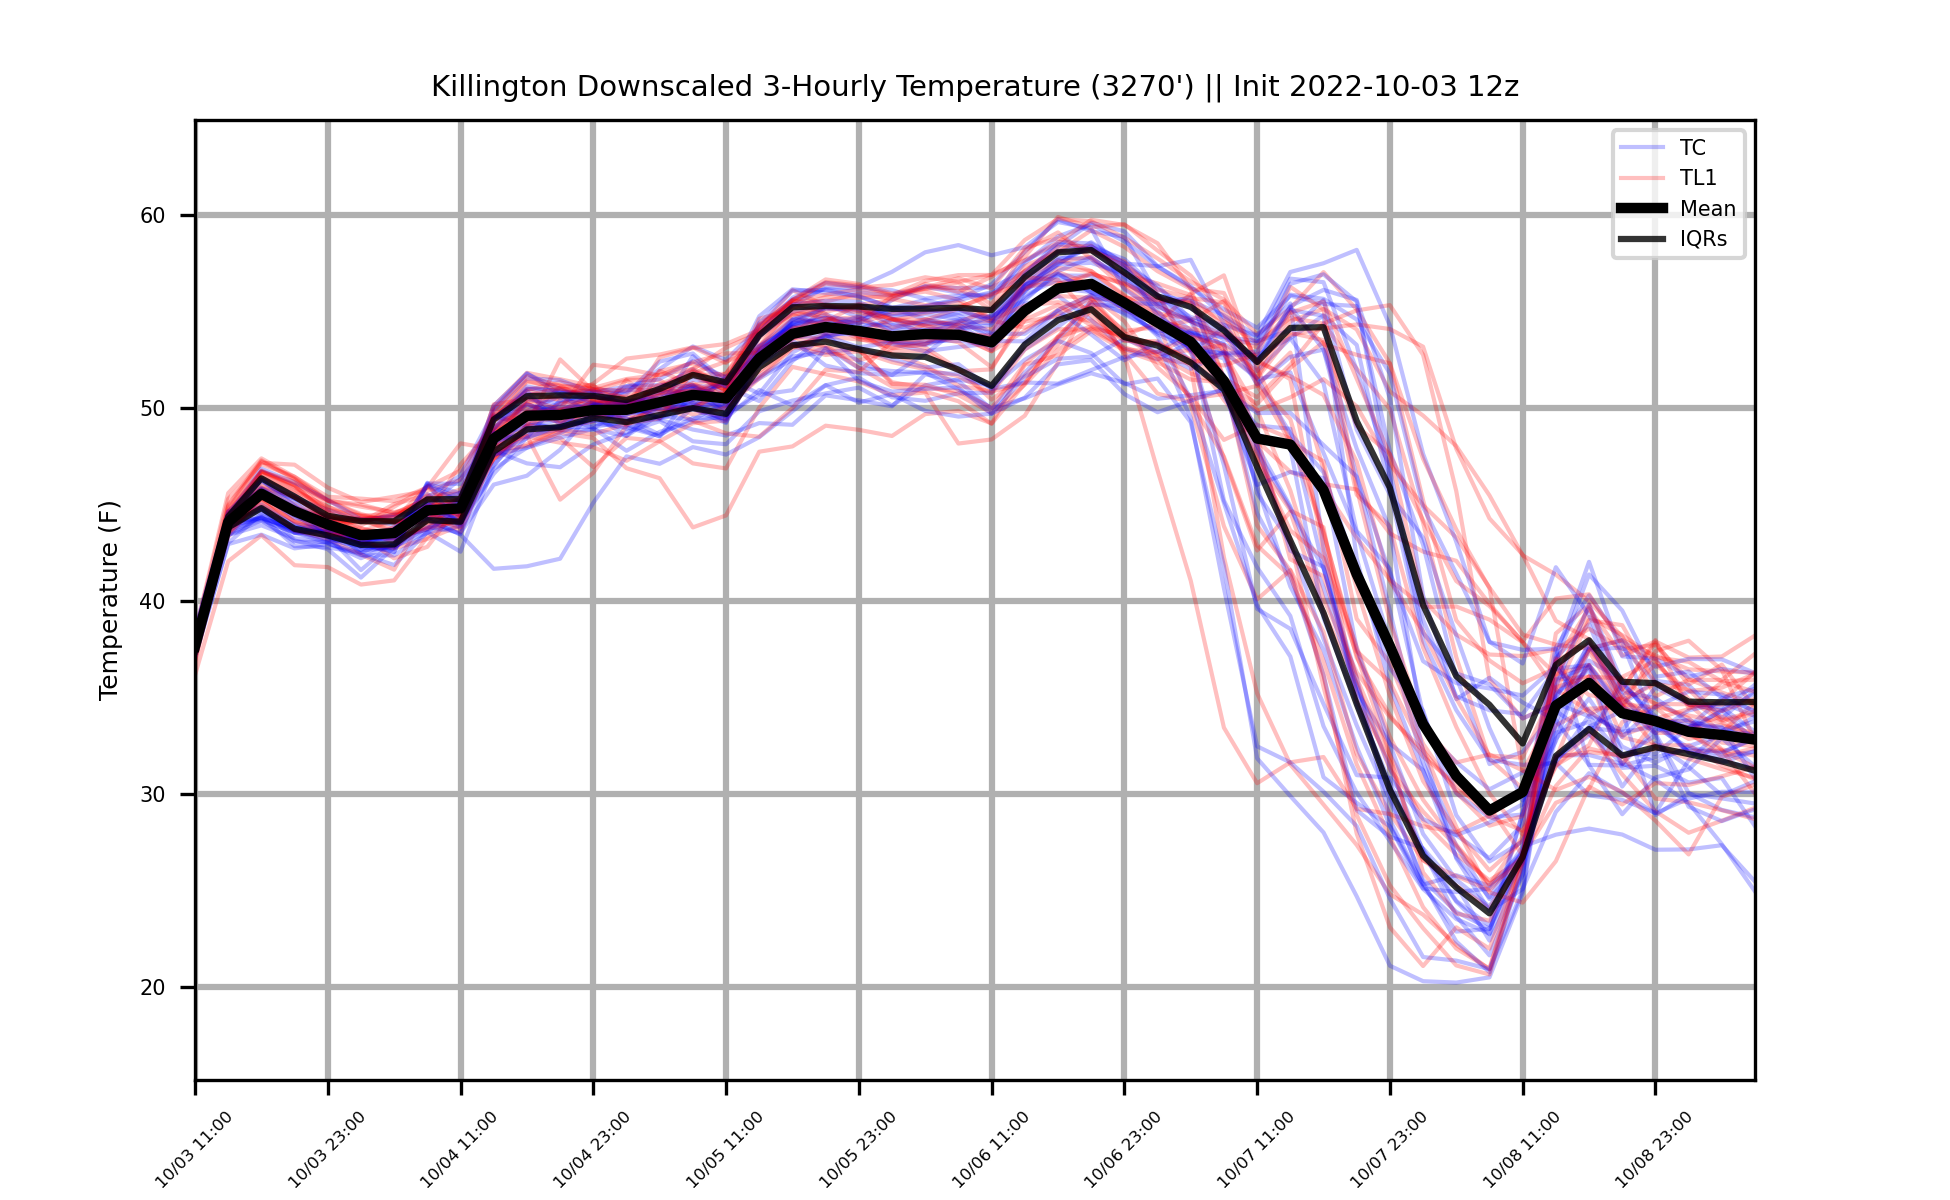 Killington Downscaled 3-Hourly Temperature (3270') || Init 2022-10-03 12z
TC
TL1
Mean
IQRs
Temperature (F)
60
50
40
30
20
10/03 11:00
10/03 23:00
10/04 11:00
10/04 23:00
10/05 11:00
10/05 23:00
10/06 11:00
10/06 23:00
10/07 11:00
10/07 23:00
10/08 11:00
10/08 23:00